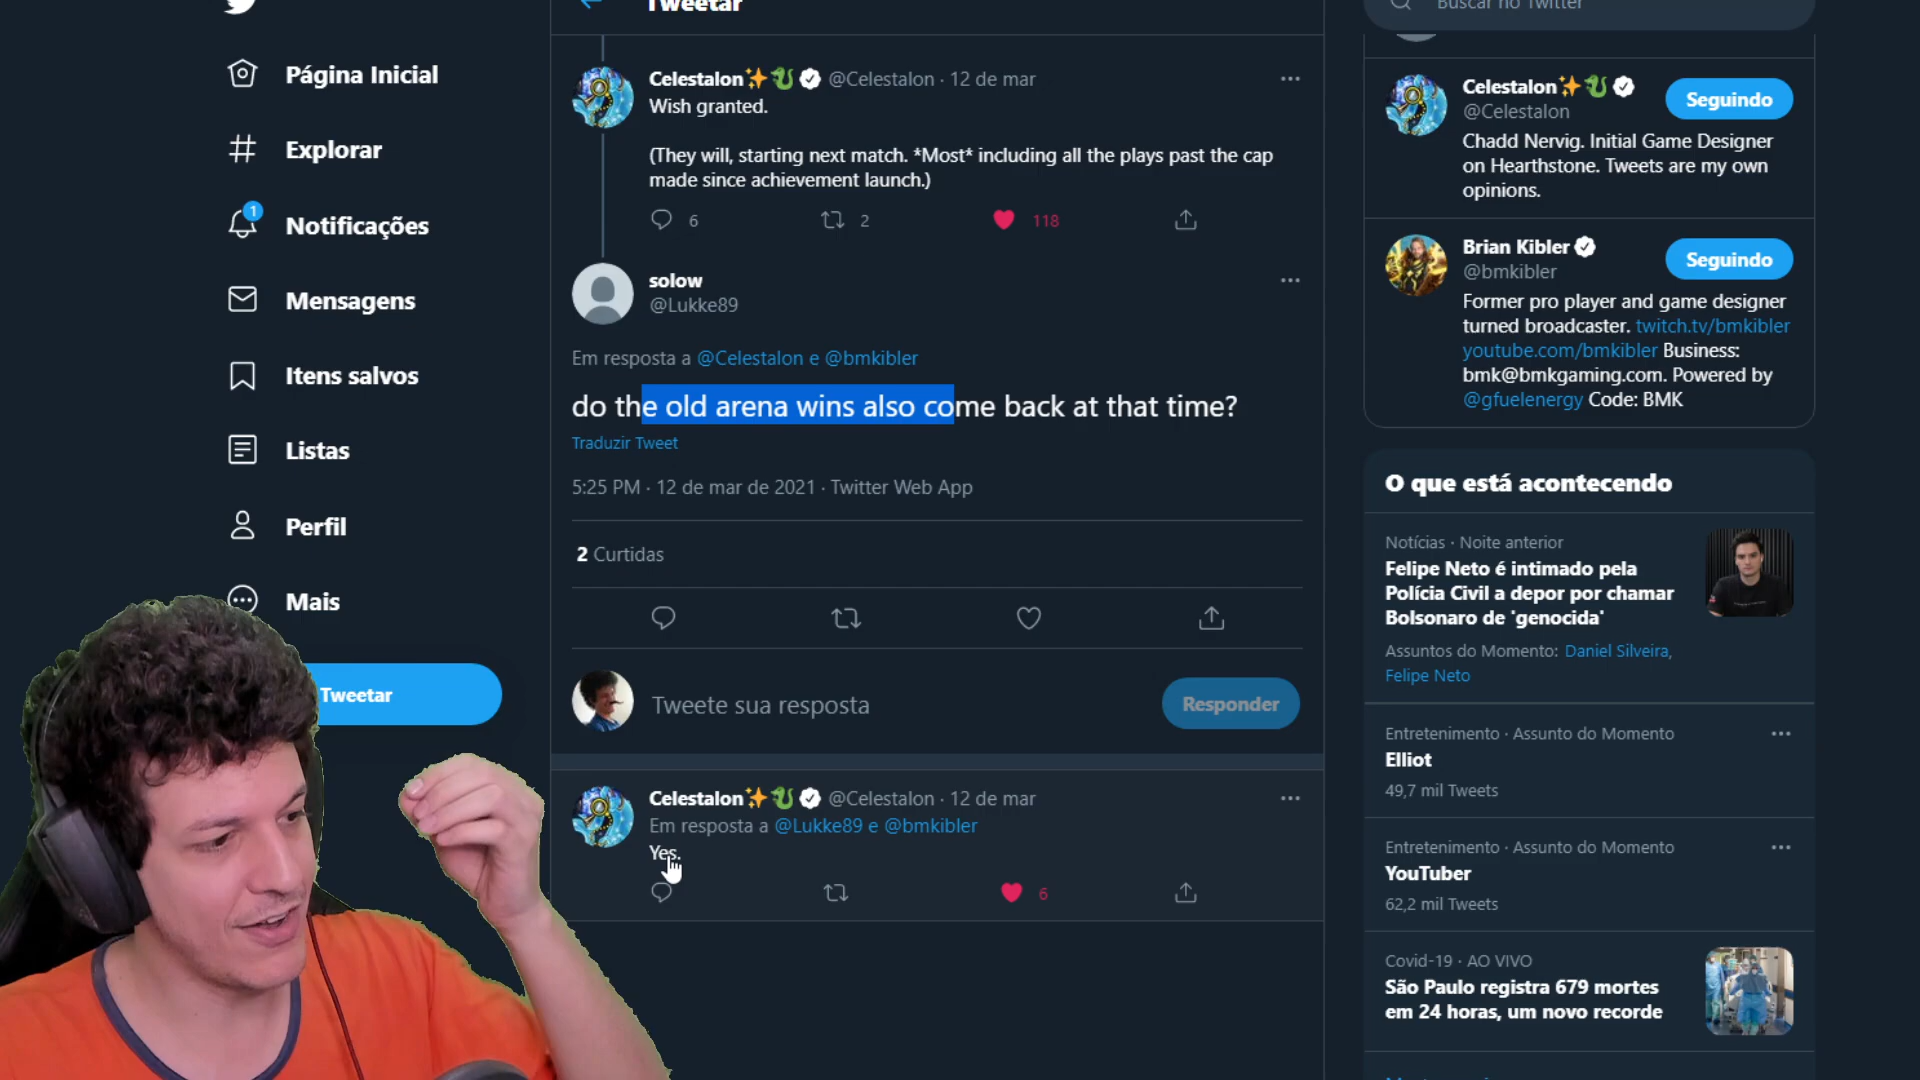 Tweetar
Buscar no Twitter
Página Inicial
Explorar
1
Notificações
Mensagens
Itens salvos
Listas
Perfil
Mais
Tweetar
Celestalon @Celestalon · 12 de mar
Wish granted.
(They will, starting next match. *Most* including all the plays past the cap
made since achievement launch.)
6
2
118
solow
@Lukke89
Em resposta a @Celestalon e @bmkibler
do the old arena wins also come back at that time?
Traduzir Tweet
5:25 PM · 12 de mar de 2021 · Twitter Web App
2 Curtidas
Tweete sua resposta
Responder
Celestalon @Celestalon · 12 de mar
Em resposta a @Lukke89 e @bmkibler
Yes.
6
Celestalon
@Celestalon
Seguindo
Chadd Nervig. Initial Game Designer
on Hearthstone. Tweets are my own
opinions.
Brian Kibler
@bmkibler
Seguindo
Former pro player and game designer
turned broadcaster. twitch.tv/bmkibler
youtube.com/bmkibler Business:
bmk@bmkgaming.com. Powered by
@gfuelenergy Code: BMK
O que está acontecendo
Notícias · Noite anterior
Felipe Neto é intimado pela
Polícia Civil a depor por chamar
Bolsonaro de 'genocida'
Assuntos do Momento: Daniel Silveira,
Felipe Neto
Entretenimento · Assunto do Momento
Elliot
49,7 mil Tweets
Entretenimento · Assunto do Momento
YouTuber
62,2 mil Tweets
Covid-19 · AO VIVO
São Paulo registra 679 mortes
em 24 horas, um novo recorde